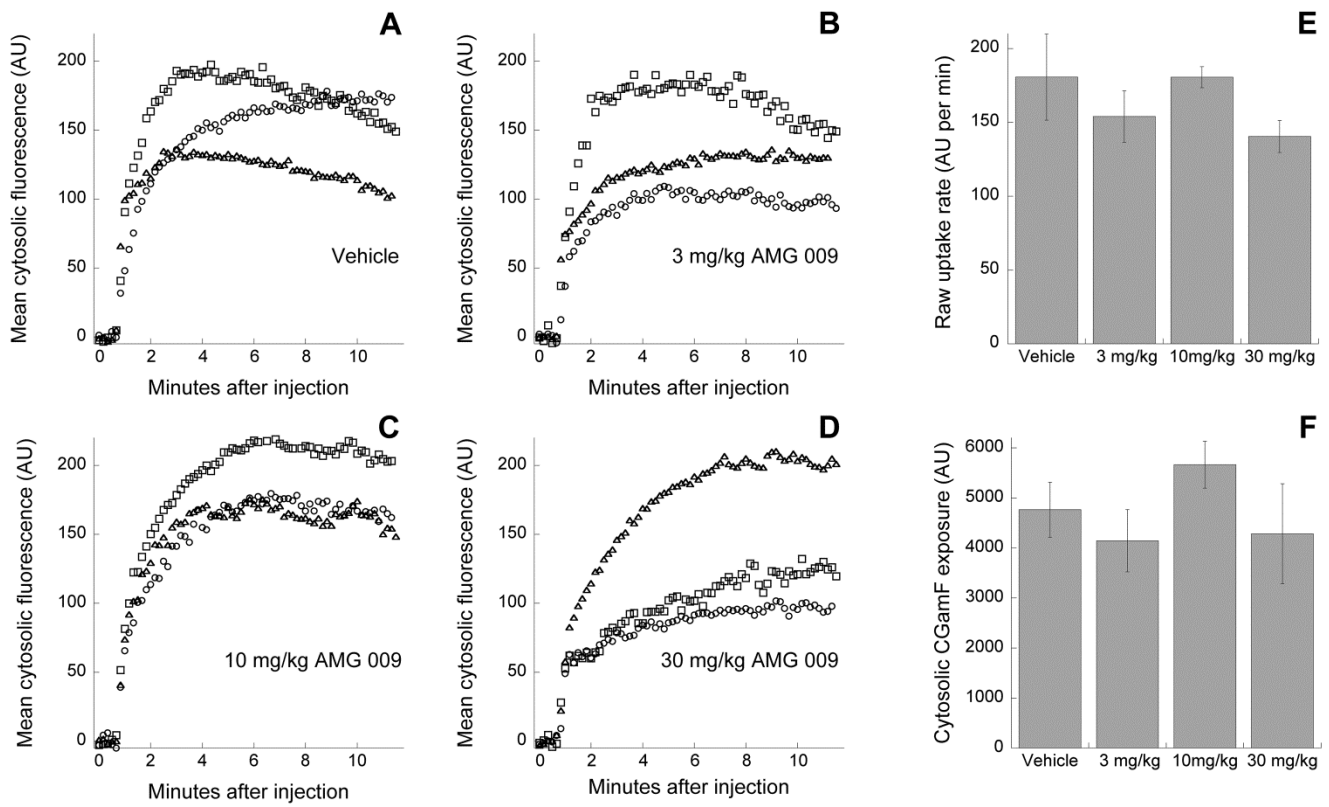 A
Mean cytosolic fluorescence (AU)
200
150
100
50
0
Vehicle
0 2 4 6 8 10
Minutes after injection
B
Mean cytosolic fluorescence (AU)
200
150
100
50
0
3 mg/kg AMG 009
0 2 4 6 8 10
Minutes after injection
E
Raw uptake rate (AU per min)
200
150
100
50
0
Vehicle 3 mg/kg 10mg/kg 30 mg/kg
C
Mean cytosolic fluorescence (AU)
200
150
100
50
0
10 mg/kg AMG 009
0 2 4 6 8 10
Minutes after injection
D
Mean cytosolic fluorescence (AU)
200
150
100
50
0
30 mg/kg AMG 009
0 2 4 6 8 10
Minutes after injection
F
Cytosolic CGamF exposure (AU)
6000
5000
4000
3000
2000
1000
0
Vehicle 3 mg/kg 10mg/kg 30 mg/kg